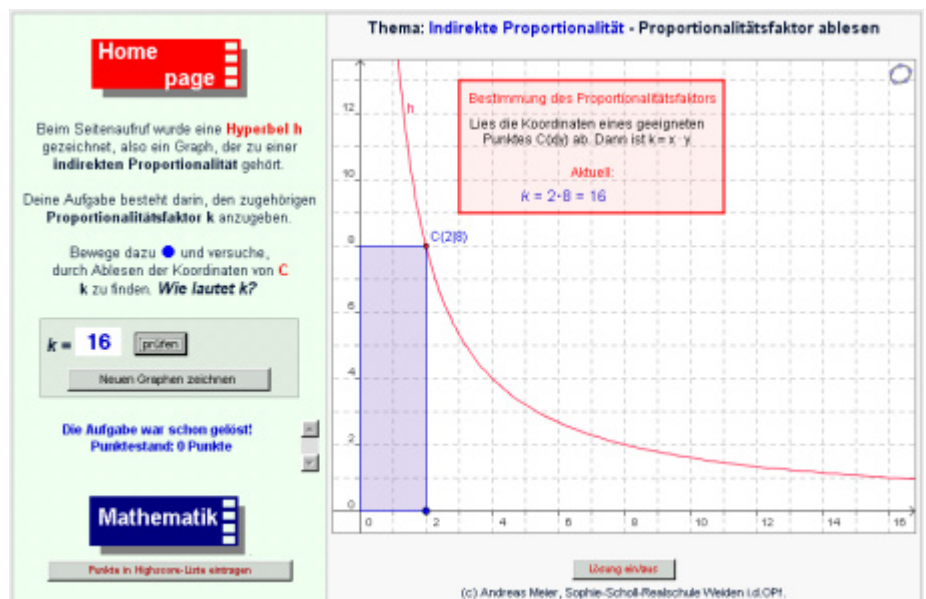 Thema: Indirekte Proportionalität - Proportionalitätsfaktor ablesen
Home
page
Beim Seitenaufruf wurde eine Hyperbel h
gezeichnet, also ein Graph, der zu einer
indirekten Proportionalität gehört.
Deine Aufgabe besteht darin, den zugehörigen
Proportionalitätsfaktor k anzugeben.
Bewege dazu und versuche,
durch Ablesen der Koordinaten von C
k zu finden. Wie lautet k?
k = 16 prüfen
Neuen Graphen zeichnen
Die Aufgabe war schon gelöst!
Punktestand: 0 Punkte
Mathematik
Punkte in Highscore-Liste eintragen
h
Bestimmung des Proportionalitätsfaktors
Lies die Koordinaten eines geeigneten
Punktes C(x|y) ab. Dann ist k = x · y
Aktuell:
k = 2·8 = 16
C(2|8)
12
10
8
6
4
2
0
0 2 4 6 8 10 12 14 16
Lösung ein/aus
(c) Andreas Meier, Sophie-Scholl-Realschule Weiden i.d.OPf.